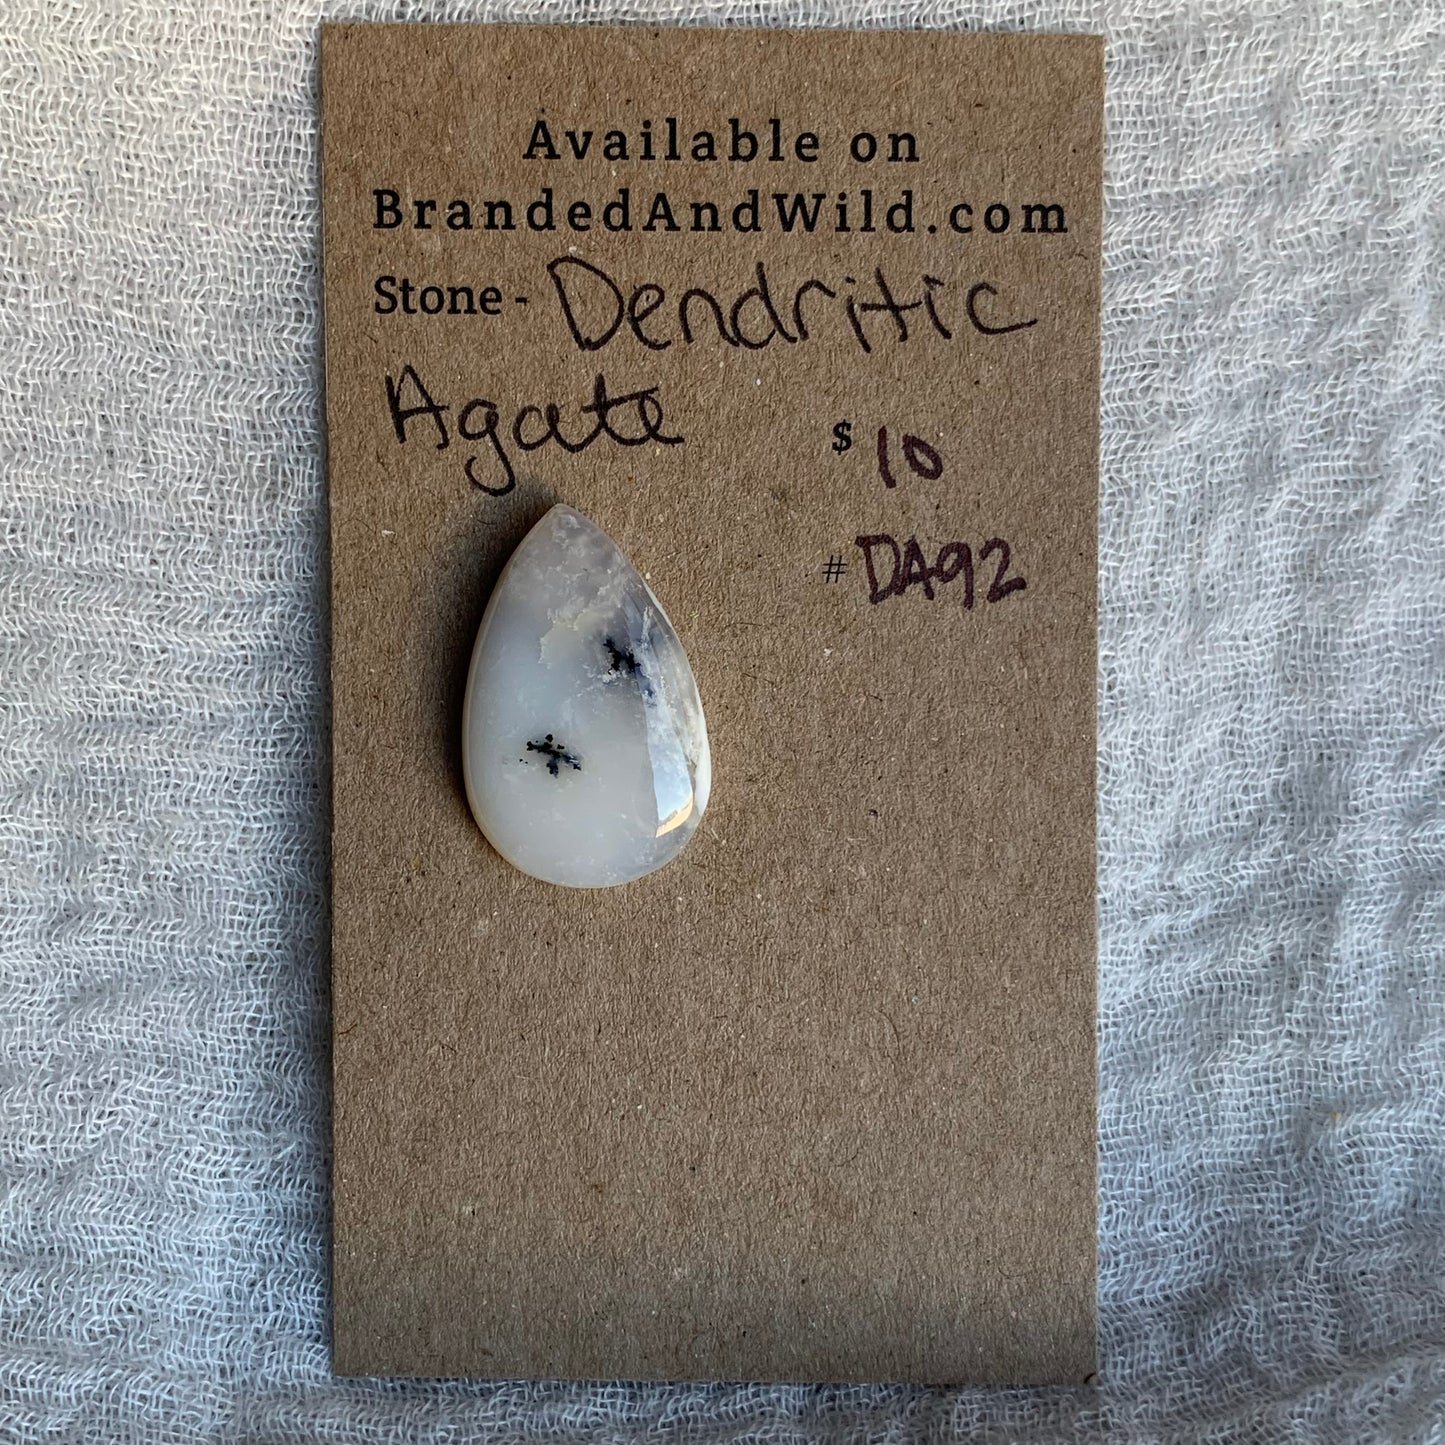 Available on
BrandedAndWild.com
Stone - Dendritic
Agate
$ 10
# DA92